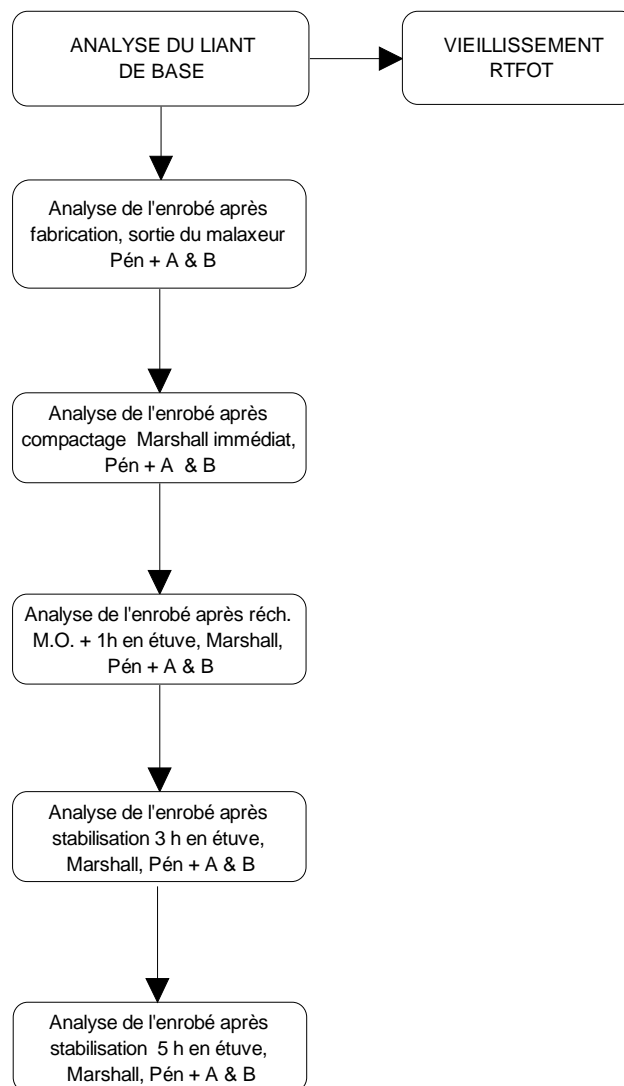 ANALYSE DU LIANT
DE BASE
VIEILLISSEMENT
RTFOT
Analyse de l'enrobé après
fabrication, sortie du malaxeur
Pén + A & B
Analyse de l'enrobé après
compactage Marshall immédiat,
Pén + A & B
Analyse de l'enrobé après réch.
M.O. + 1h en étuve, Marshall,
Pén + A & B
Analyse de l'enrobé après
stabilisation 3 h en étuve,
Marshall, Pén + A & B
Analyse de l'enrobé après
stabilisation 5 h en étuve,
Marshall, Pén + A & B